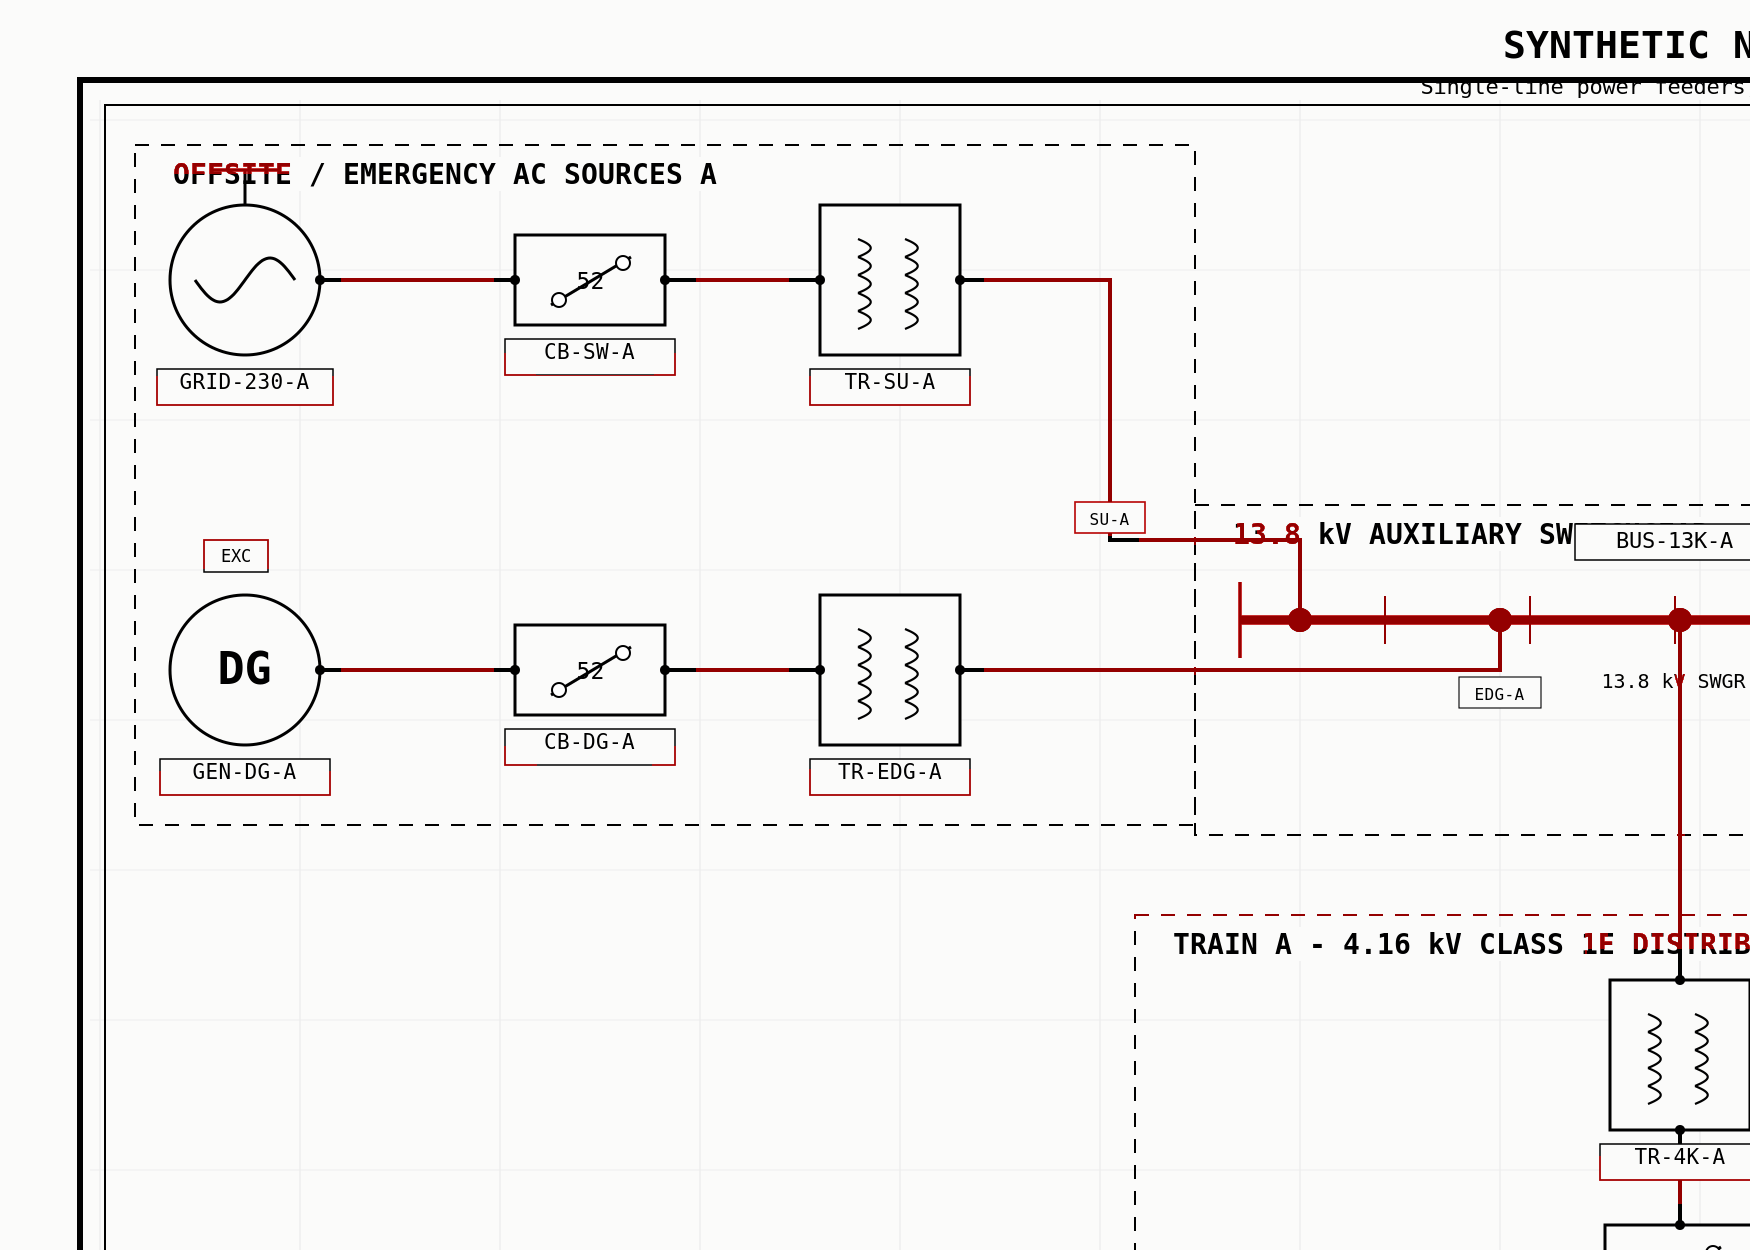 SYNTHETIC N
Single-line power feeders
OFFSITE / EMERGENCY AC SOURCES A
52
CB-SW-A
GRID-230-A
TR-SU-A
SU-A
13.8 kV AUXILIARY SW
BUS-13K-A
EXC
DG
52
EDG-A
13.8 kV SWGR
CB-DG-A
GEN-DG-A
TR-EDG-A
TRAIN A - 4.16 kV CLASS 1E DISTRIB
TR-4K-A